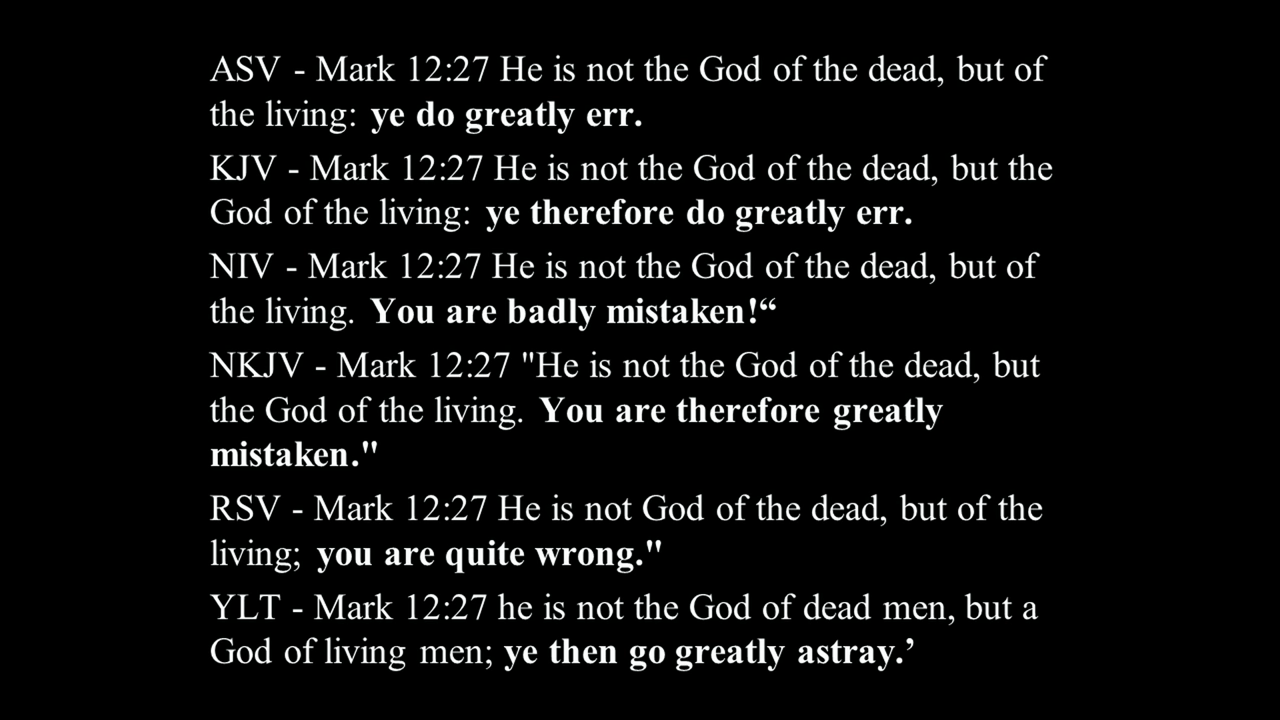 ASV - Mark 12:27 He is not the God of the dead, but of
the living: ye do greatly err.
KJV - Mark 12:27 He is not the God of the dead, but the
God of the living: ye therefore do greatly err.
NIV - Mark 12:27 He is not the God of the dead, but of
the living. You are badly mistaken!“
NKJV - Mark 12:27 "He is not the God of the dead, but
the God of the living. You are therefore greatly
mistaken."
RSV - Mark 12:27 He is not God of the dead, but of the
living; you are quite wrong."
YLT - Mark 12:27 he is not the God of dead men, but a
God of living men; ye then go greatly astray.’